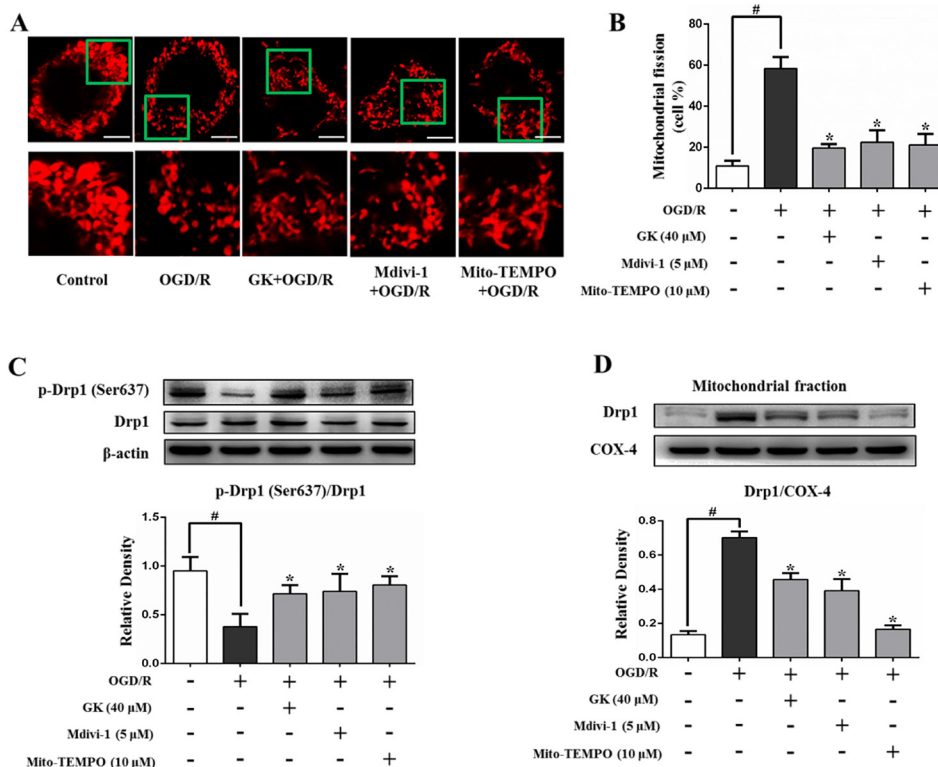 A
Control
OGD/R
GK+OGD/R
Mdivi-1
+OGD/R
Mito-TEMPO
+OGD/R
B
Mitochondrial fission
(cell %)
80
60
40
20
0
#
* * *
OGD/R - + + + +
GK (40 μM) - - + - -
Mdivi-1 (5 μM) - - - + -
Mito-TEMPO (10 μM) - - - - +
C
p-Drp1 (Ser637)
Drp1
β-actin
p-Drp1 (Ser637)/Drp1
Relative Density
1.5
1.0
0.5
0.0
#
* * *
OGD/R - + + + +
GK (40 μM) - - + - -
Mdivi-1 (5 μM) - - - + -
Mito-TEMPO (10 μM) - - - - +
D
Mitochondrial fraction
Drp1
COX-4
Drp1/COX-4
Relative Density
0.8
0.6
0.4
0.2
0.0
#
* * *
OGD/R - + + + +
GK (40 μM) - - + - -
Mdivi-1 (5 μM) - - - + -
Mito-TEMPO (10 μM) - - - - +